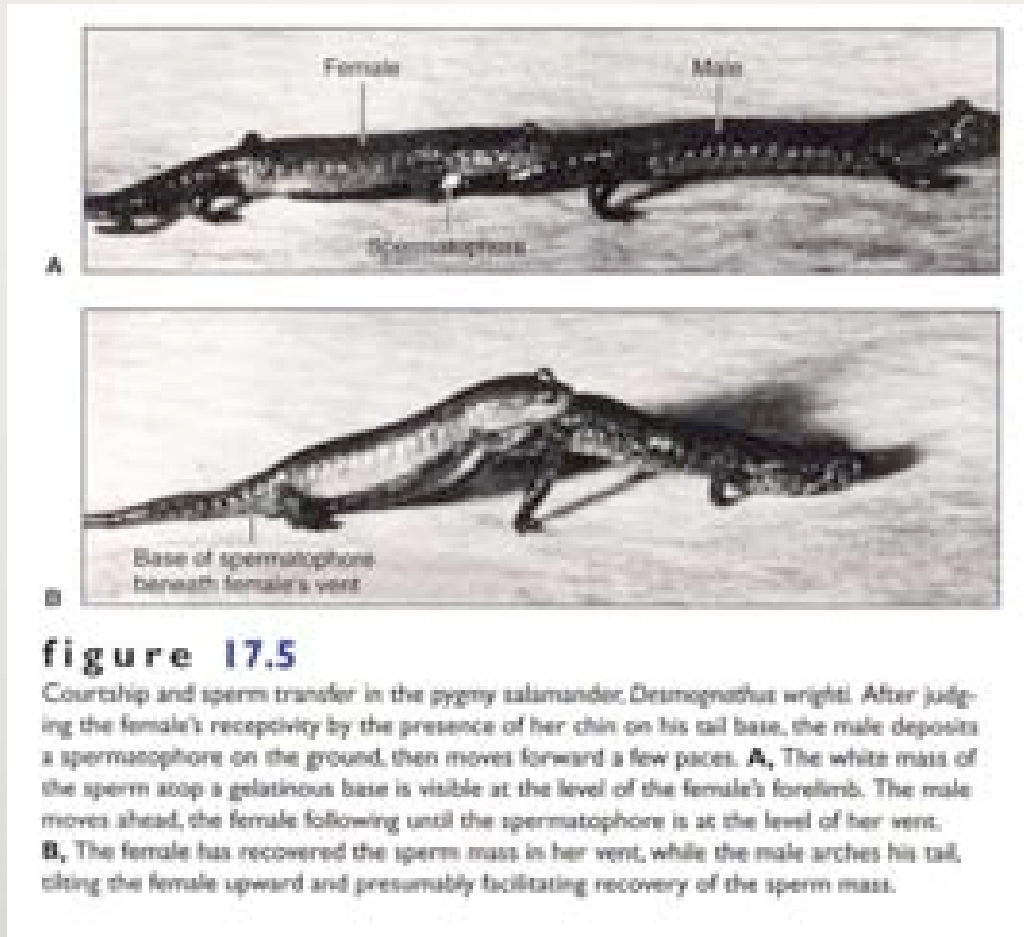 Female
Male
Spermatophore
A
Base of spermatophore
beneath female's vent
B
figure 17.5
Courtship and sperm transfer in the pygmy salamander, Desmognathus wrighti. After judg-
ing the female's receptivity by the presence of her chin on his tail base, the male deposits
a spermatophore on the ground, then moves forward a few paces. A, The white mass of
the sperm atop a gelatinous base is visible at the level of the female's forelimb. The male
moves ahead, the female following until the spermatophore is at the level of her vent.
B, The female has recovered the sperm mass in her vent, while the male arches his tail,
tilting the female upward and presumably facilitating recovery of the sperm mass.